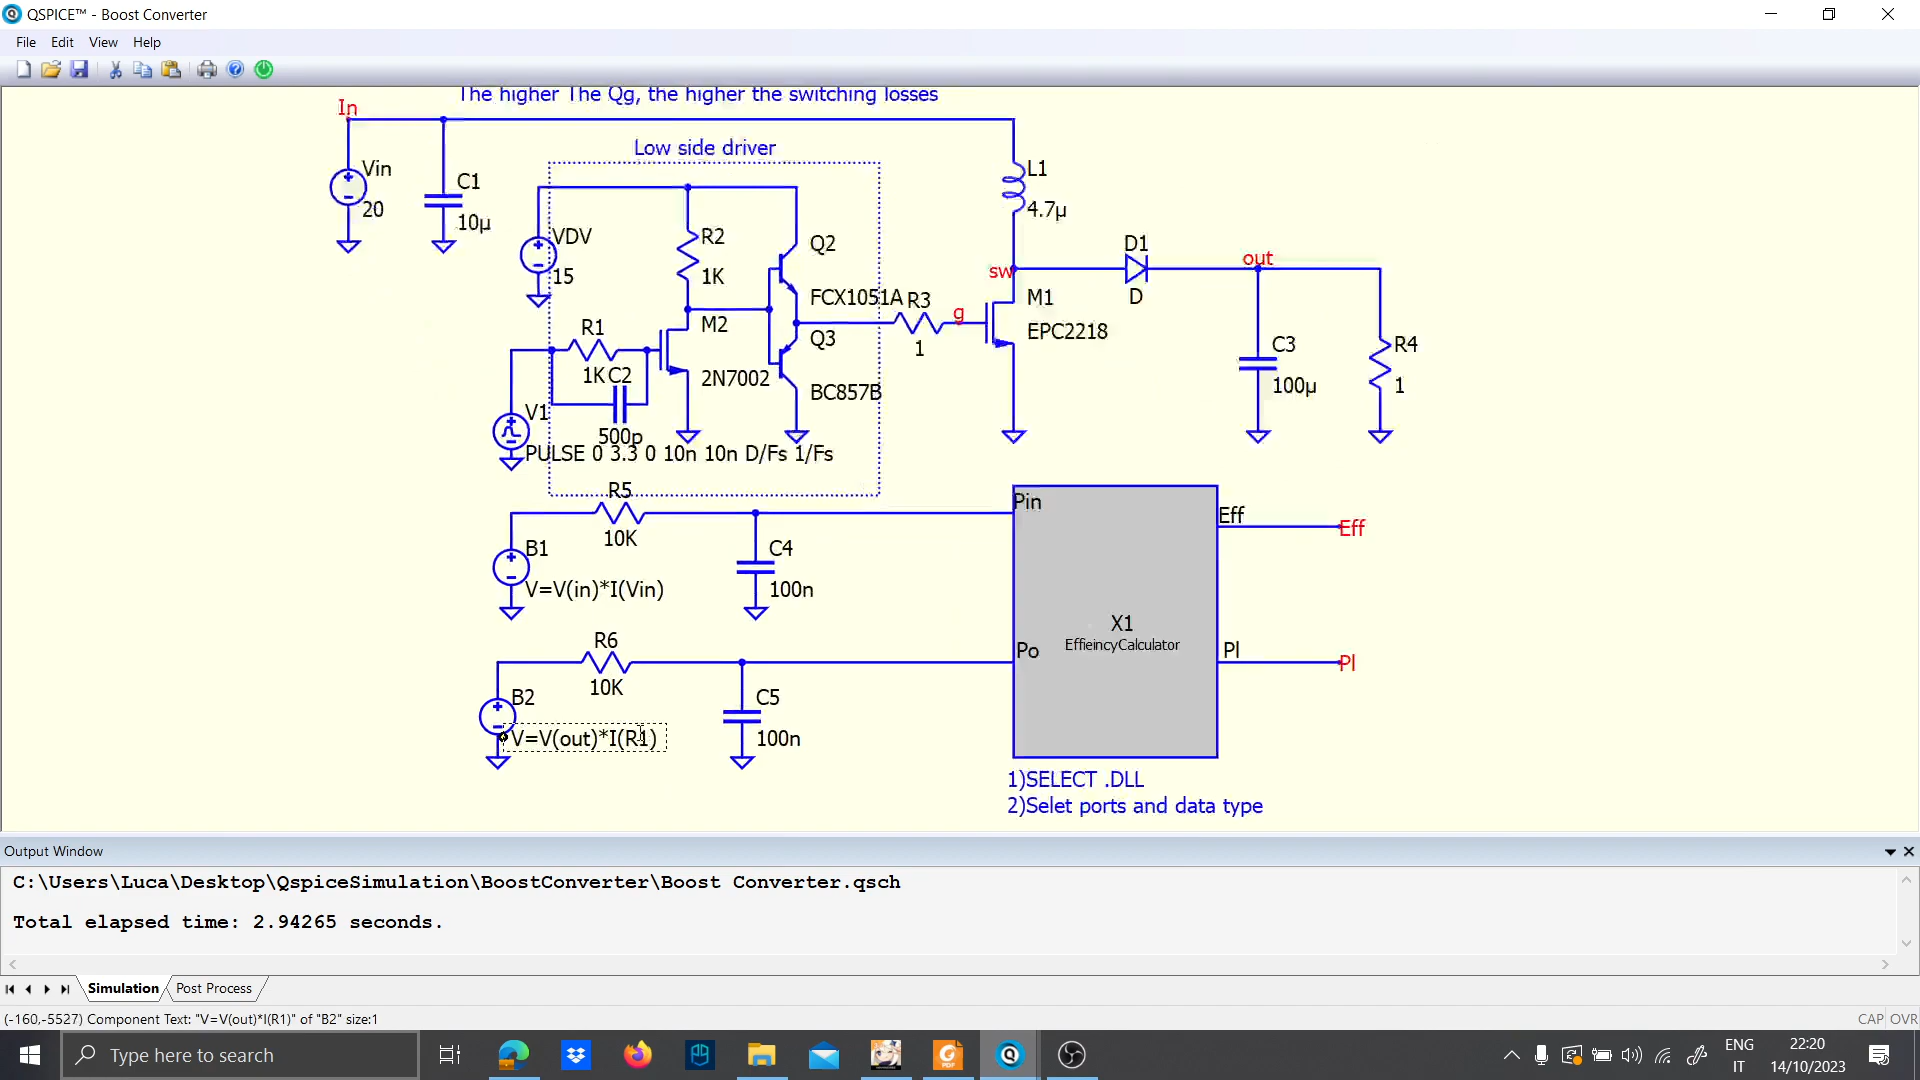 QSPICE™ - Boost Converter
File Edit View Help
The higher The Qg, the higher the switching losses
In
Low side driver
Vin
20
C1
10µ
VDV
15
R2
1K
Q2
FCX1051A
L1
4.7µ
sw
D1
D
out
R1
1K
C2
500p
M2
2N7002
Q3
BC857B
R3
1
g
M1
EPC2218
C3
100µ
R4
1
V1
PULSE 0 3.3 0 10n 10n D/Fs 1/Fs
R5
10K
B1
V=V(in)*I(Vin)
C4
100n
Pin
Eff
Eff
X1
EffieincyCalculator
R6
10K
B2
V=V(out)*I(R1)
C5
100n
Po
Pl
Pl
1)SELECT .DLL
2)Selet ports and data type
Output Window
C:\Users\Luca\Desktop\QspiceSimulation\BoostConverter\Boost Converter.qsch
Total elapsed time: 2.94265 seconds.
Simulation Post Process
(-160,-5527) Component Text: "V=V(out)*I(R1)" of "B2" size:1
CAP OVR
Type here to search
ENG
IT
22:20
14/10/2023